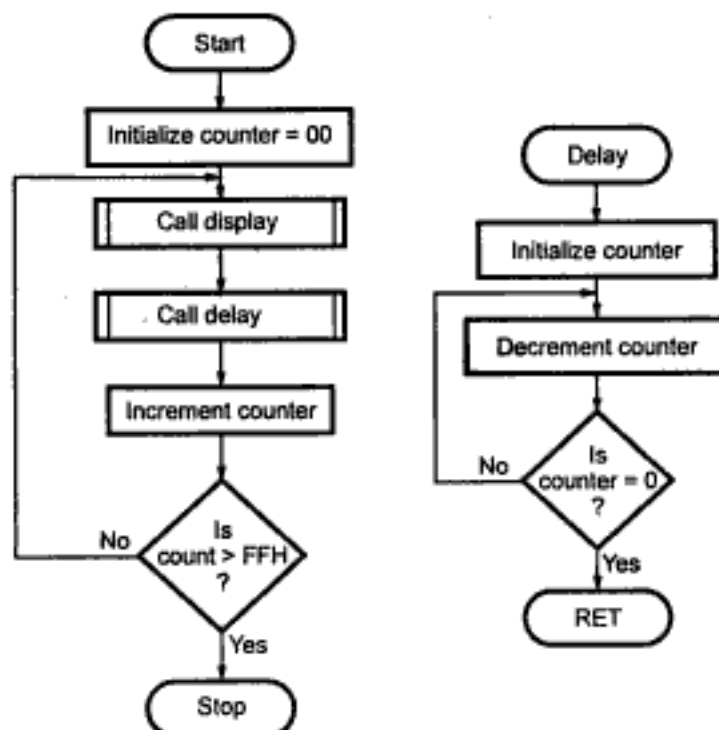 Start
Initialize counter = 00
Call display
Call delay
Increment counter
Is
count > FFH
?
No
Yes
Stop
Delay
Initialize counter
Decrement counter
Is
counter = 0
?
No
Yes
RET